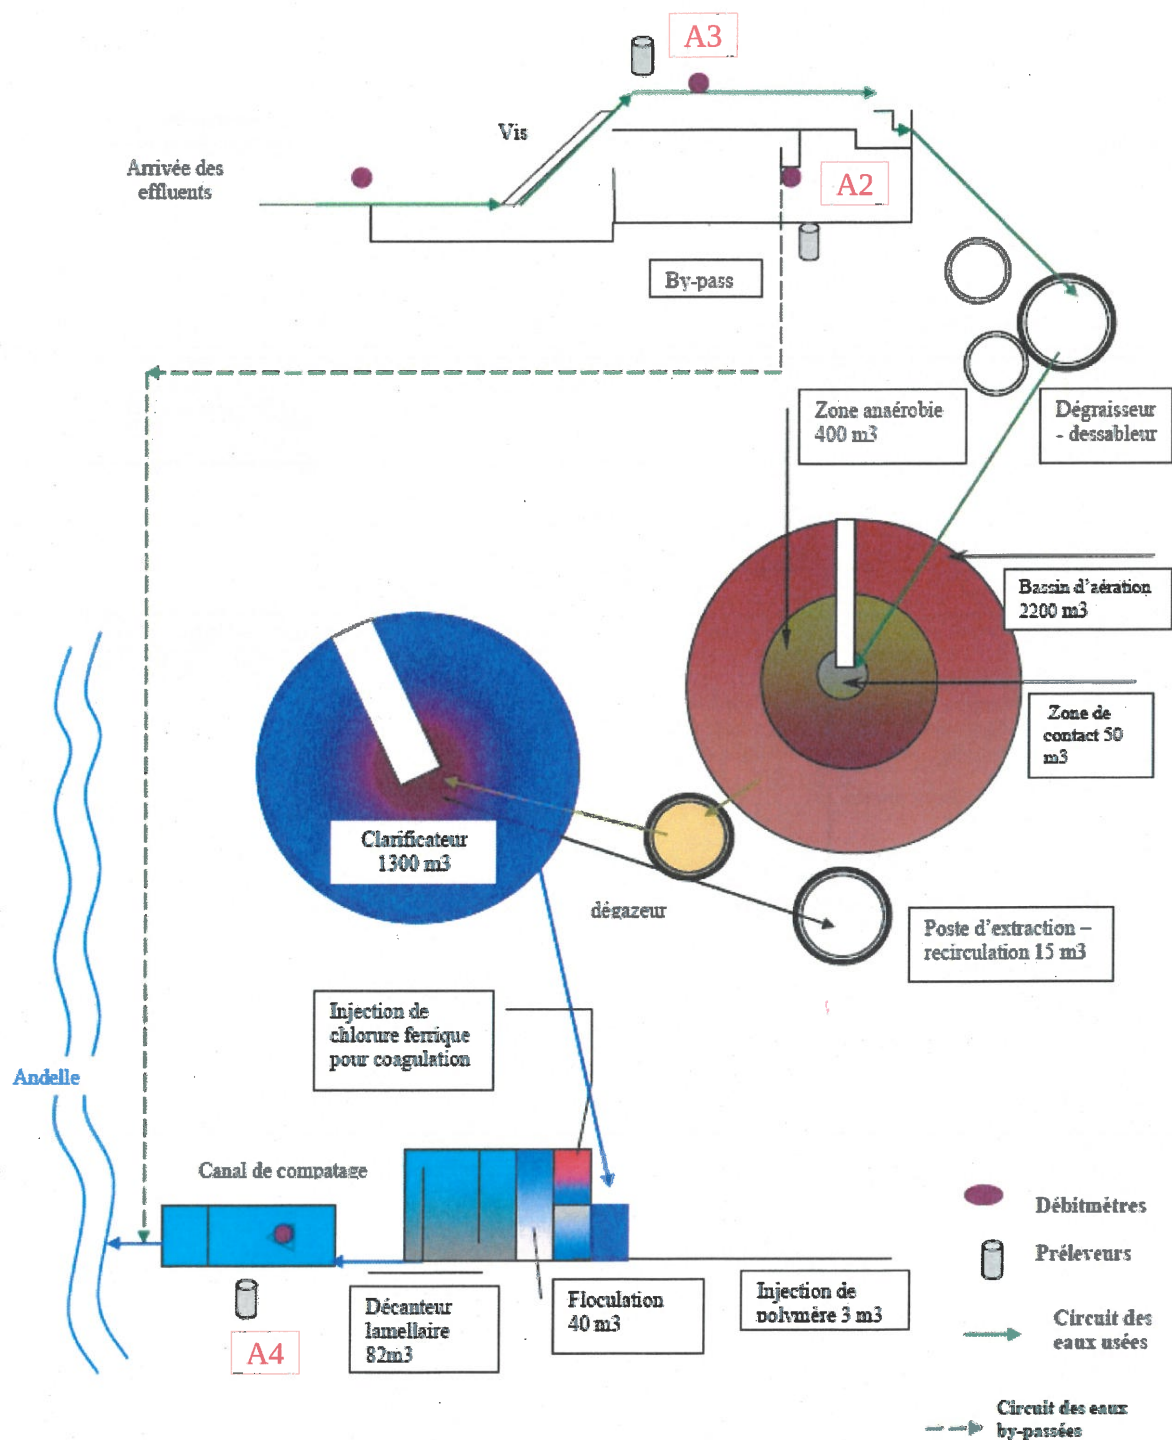 A3
Vis
Arrivée des
effluents
A2
By-pass
Zone anaérobie
400 m3
Dégraisseur
- dessableur
Bassin d'aération
2200 m3
Zone de
contact 50
m3
Clarificateur
1300 m3
dégazeur
Poste d'extraction –
recirculation 15 m3
Injection de
chlorure ferrique
pour coagulation
Andelle
Canal de compatage
Débitmètres
Préleveurs
Injection de
polymère 3 m3
Floculation
40 m3
Décanteur
lamellaire
82m3
A4
Circuit des
eaux usées
Circuit des eaux
by-passées